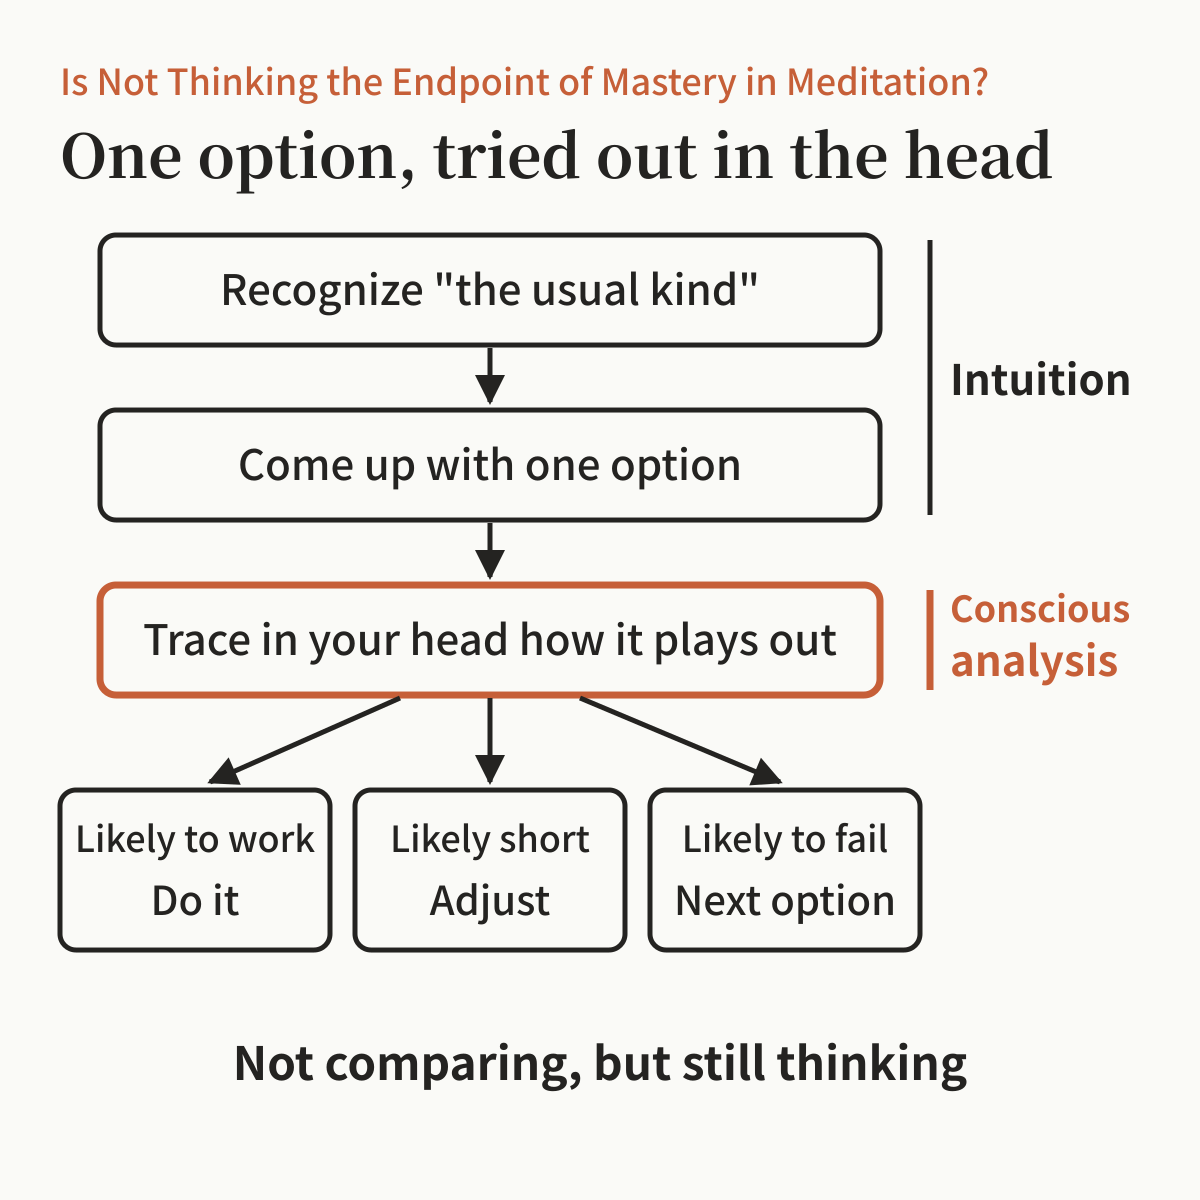 Is Not Thinking the Endpoint of Mastery in Meditation?
One option, tried out in the head
Recognize "the usual kind"
Intuition
Come up with one option
Trace in your head how it plays out
Conscious
analysis
Likely to work
Do it
Likely short
Adjust
Likely to fail
Next option
Not comparing, but still thinking